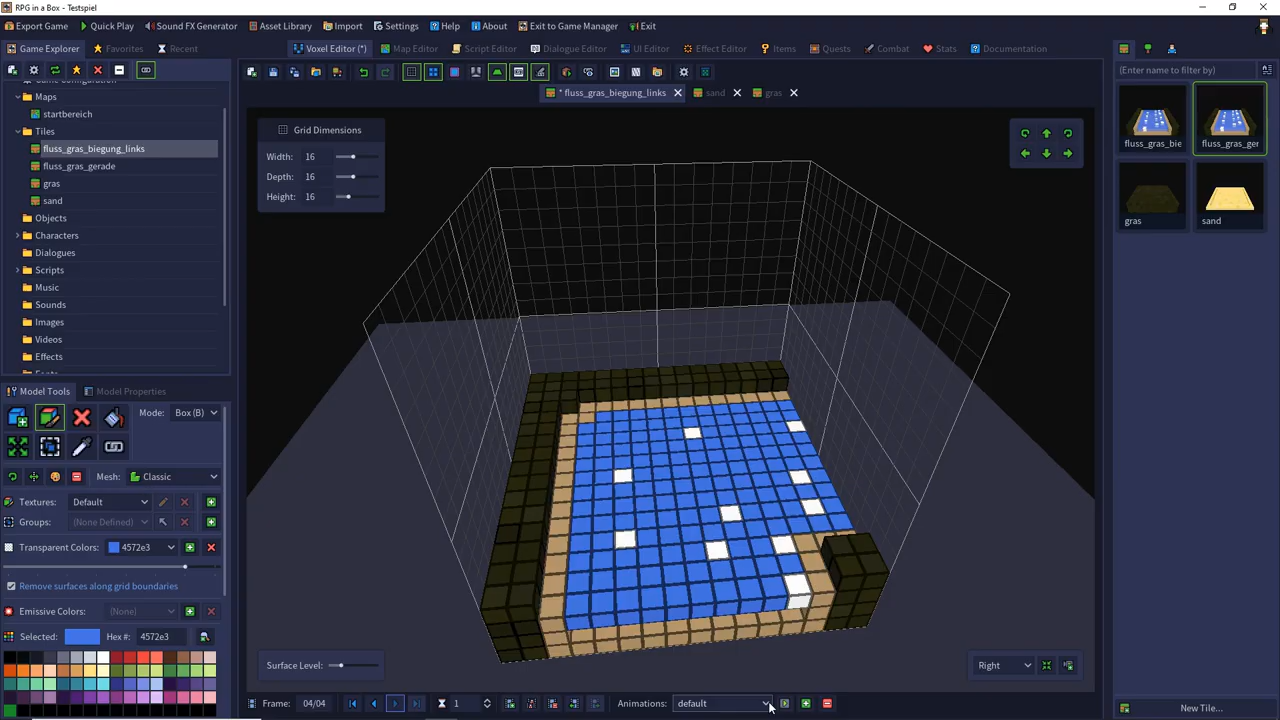 RPG in a Box - Testspiel
Export Game Quick Play Sound FX Generator Asset Library Import Settings Help About Exit to Game Manager Exit
Game Explorer Favorites Recent Voxel Editor (*) Map Editor Script Editor Dialogue Editor UI Editor Effect Editor Items Quests Combat Stats Documentation
(Enter name to filter by)
Maps
startbereich
Tiles
fluss_gras_biegung_links
fluss_gras_gerade
gras
sand
Objects
Characters
Dialogues
Scripts
Music
Sounds
Images
Videos
Effects
* fluss_gras_biegung_links sand gras
Grid Dimensions
Width: 16
Depth: 16
Height: 16
fluss_gras_bie fluss_gras_ger
gras sand
Model Tools Model Properties
Mode: Box (B)
Mesh: Classic
Textures: Default
Groups: (None Defined)
Transparent Colors: 4572e3
Remove surfaces along grid boundaries
Emissive Colors: (None)
Selected: Hex #: 4572e3
Surface Level:
Right
Frame: 04/04 1 Animations: default
New Tile...